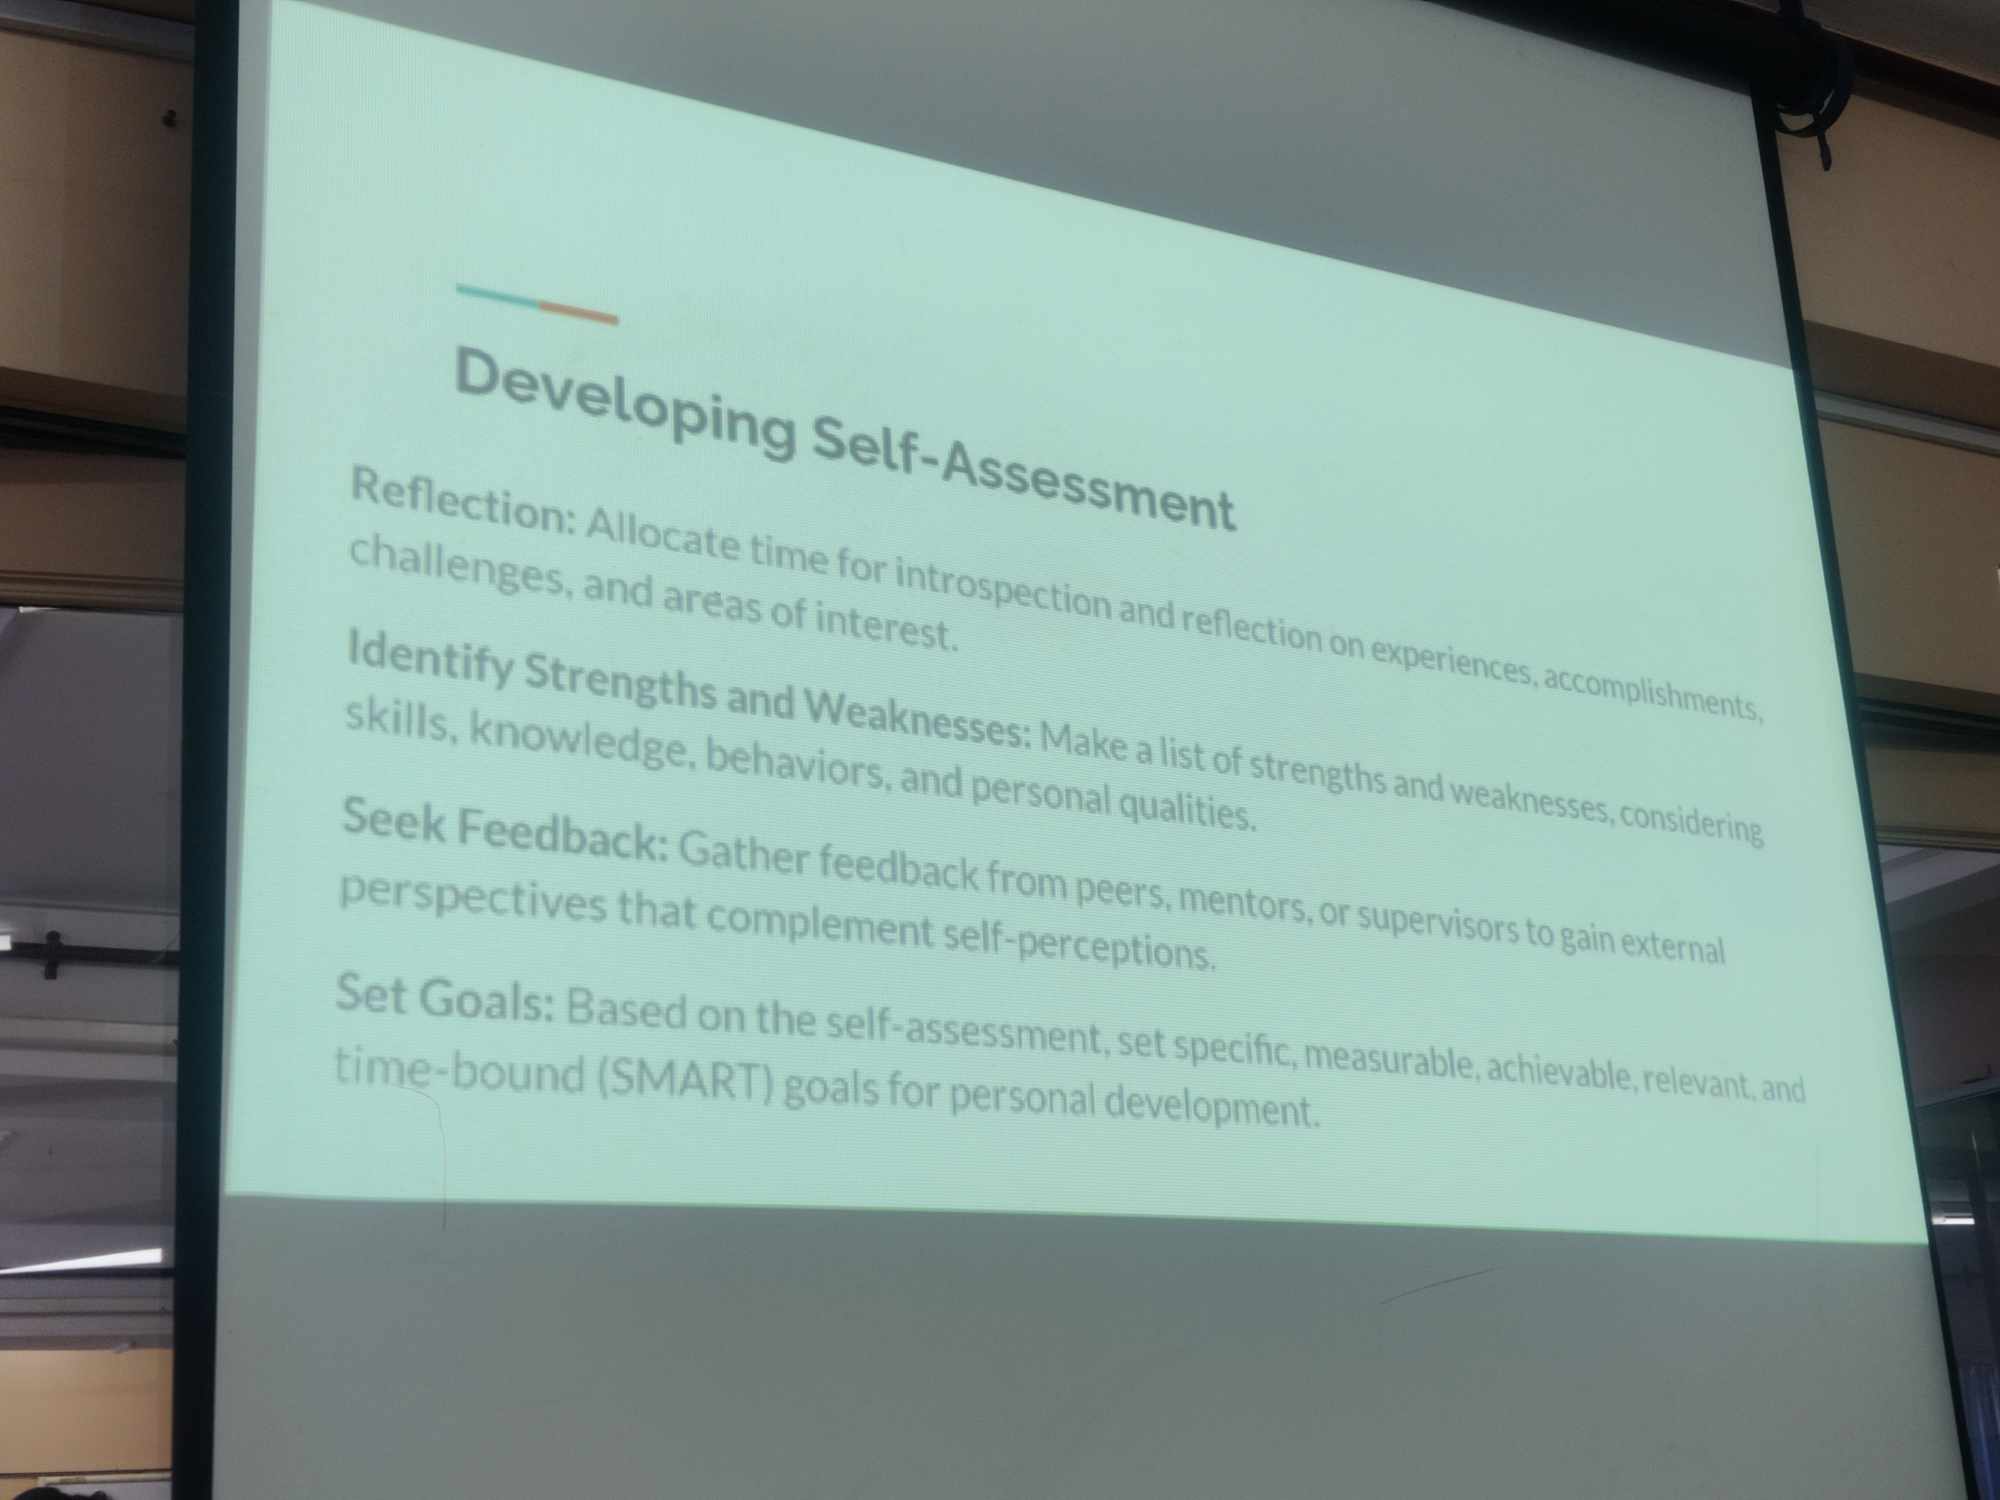 Developing Self-Assessment
Reflection: Allocate time for introspection and reflection on experiences, accomplishments,
challenges, and areas of interest.
Identify Strengths and Weaknesses: Make a list of strengths and weaknesses, considering
skills, knowledge, behaviors, and personal qualities.
Seek Feedback: Gather feedback from peers, mentors, or supervisors to gain external
perspectives that complement self-perceptions.
Set Goals: Based on the self-assessment, set specific, measurable, achievable, relevant, and
time-bound (SMART) goals for personal development.